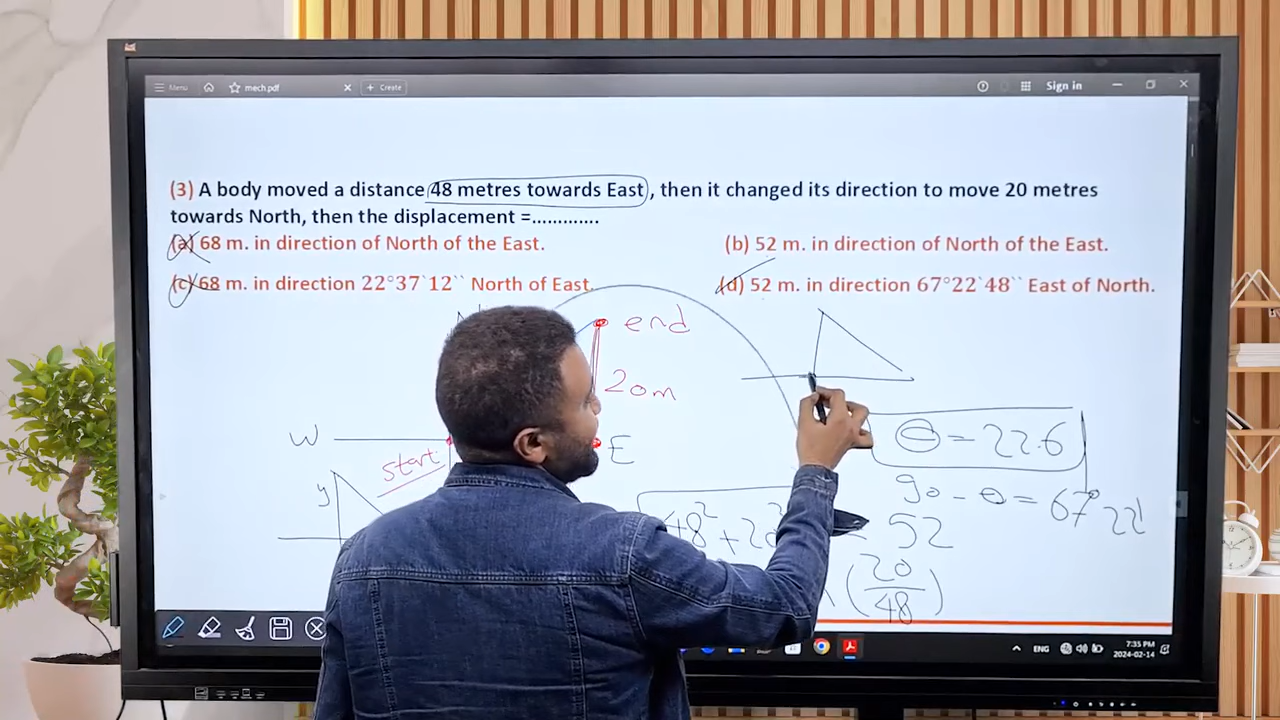 Menu mech.pdf × + Create Sign in
(3) A body moved a distance 48 metres towards East, then it changed its direction to move 20 metres
towards North, then the displacement =.............
(a) 68 m. in direction of North of the East.
(b) 52 m. in direction of North of the East.
(c) 68 m. in direction 22°37`12`` North of East.
(d) 52 m. in direction 67°22`48`` East of North.
end
20m
W
E
start
y
θ = 22.6
90 - θ = 67° 22'
48² + 20 = 52
(20/48)
ENG
7:35 PM
2024-02-14